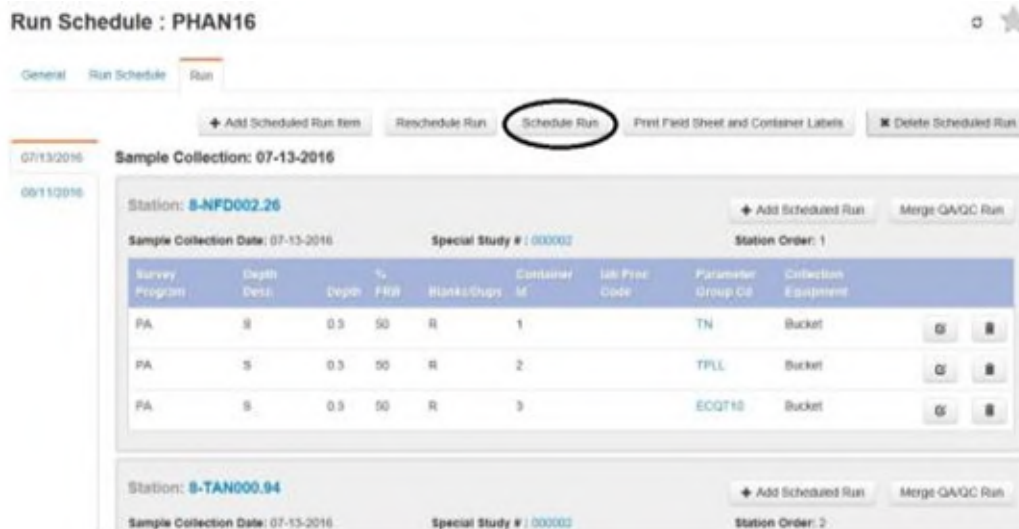 Run Schedule : PHAN16
General Run Schedule Run
+ Add Scheduled Run Item Reschedule Run Schedule Run Print Field Sheet and Container Labels ✖ Delete Scheduled Run
07/13/2016
08/11/2016
Sample Collection: 07-13-2016
Station: 8-NFD002.26
+ Add Scheduled Run Merge QA/QC Run
Sample Collection Date: 07-13-2016 Special Study # : 000002 Station Order: 1
Survey Program Depth Desc. Depth % FRB Blanks/Dups Container Id Lab Proc Code Parameter Group Cd Collection Equipment
PA S 0.3 50 R 1 TN Bucket
PA S 0.3 50 R 2 TPLL Bucket
PA S 0.3 50 R 3 ECQT10 Bucket
Station: 8-TAN000.94
+ Add Scheduled Run Merge QA/QC Run
Sample Collection Date: 07-13-2016 Special Study # : 000002 Station Order: 2